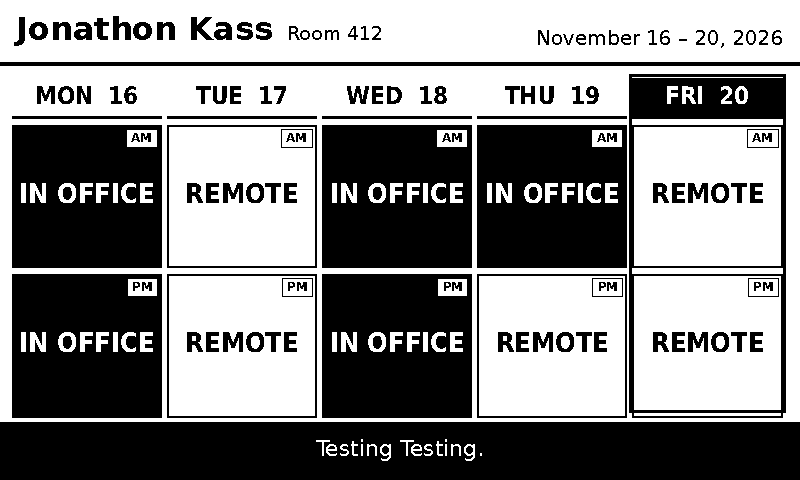 Jonathon Kass Room 412
November 16 – 20, 2026
MON 16 TUE 17 WED 18 THU 19 FRI 20
AM AM AM AM AM
IN OFFICE REMOTE IN OFFICE IN OFFICE REMOTE
PM PM PM PM PM
IN OFFICE REMOTE IN OFFICE REMOTE REMOTE
Testing Testing.